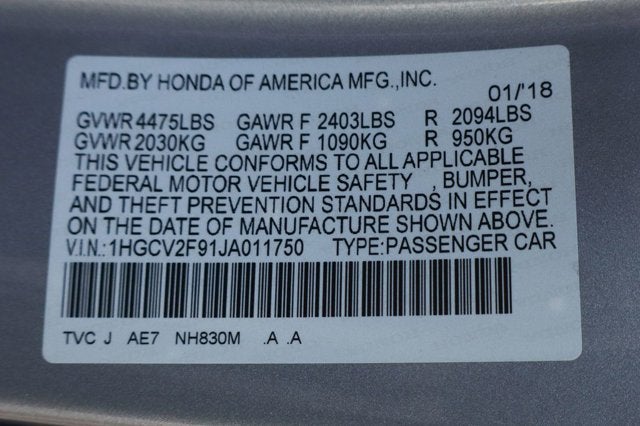 MFD.BY HONDA OF AMERICA MFG.,INC. 01/'18
GVWR 4475LBS GAWR F 2403LBS R 2094LBS
GVWR 2030KG GAWR F 1090KG R 950KG
THIS VEHICLE CONFORMS TO ALL APPLICABLE
FEDERAL MOTOR VEHICLE SAFETY , BUMPER,
AND THEFT PREVENTION STANDARDS IN EFFECT
ON THE DATE OF MANUFACTURE SHOWN ABOVE.
V.I.N.:1HGCV2F91JA011750 TYPE:PASSENGER CAR
TVC J AE7 NH830M .A .A